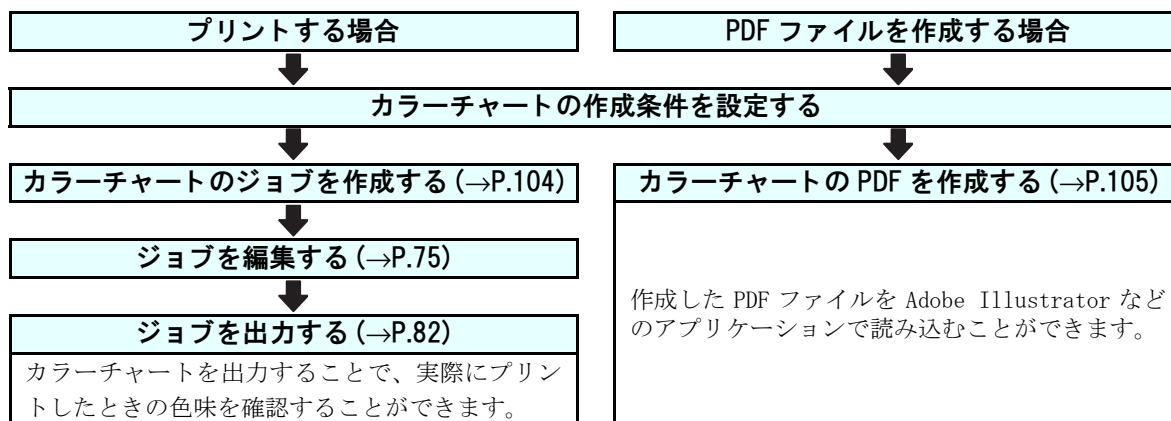 プリントする場合
PDF ファイルを作成する場合
カラーチャートの作成条件を設定する
カラーチャートのジョブを作成する (→P.104)
カラーチャートの PDF を作成する (→P.105)
ジョブを編集する (→P.75)
ジョブを出力する (→P.82)
カラーチャートを出力することで、実際にプリン
トしたときの色味を確認することができます。
作成した PDF ファイルを Adobe Illustrator など
のアプリケーションで読み込むことができます。